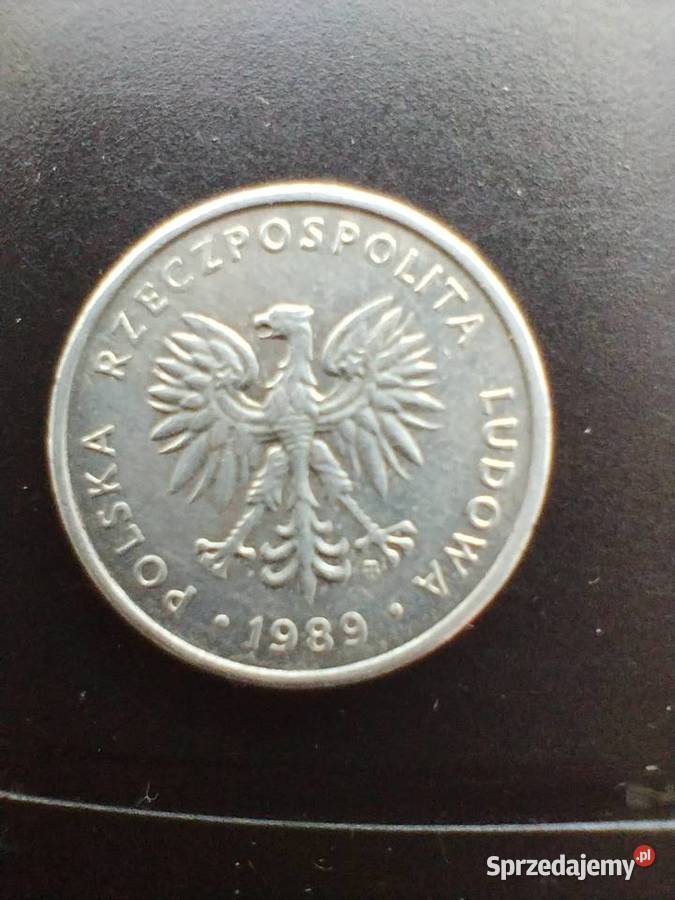 POLSKA RZECZPOSPOLITA LUDOWA
• 1989 •
Sprzedajemy.pl